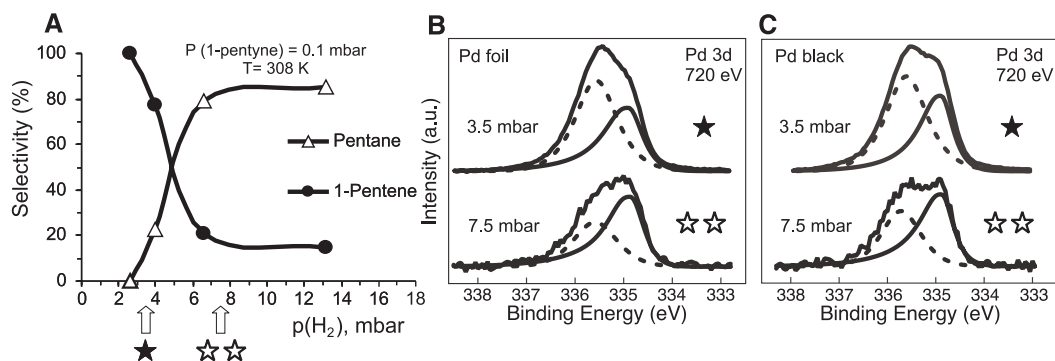 A
P (1-pentyne) = 0.1 mbar
T= 308 K
Selectivity (%)
100
80
60
40
20
0
Pentane
1-Pentene
0 2 4 6 8 10 12 14 16 18
p(H₂), mbar
B
Pd foil
Pd 3d
720 eV
3.5 mbar
7.5 mbar
Intensity (a.u.)
338 337 336 335 334 333
Binding Energy (eV)
C
Pd black
Pd 3d
720 eV
3.5 mbar
7.5 mbar
338 337 336 335 334 333
Binding Energy (eV)